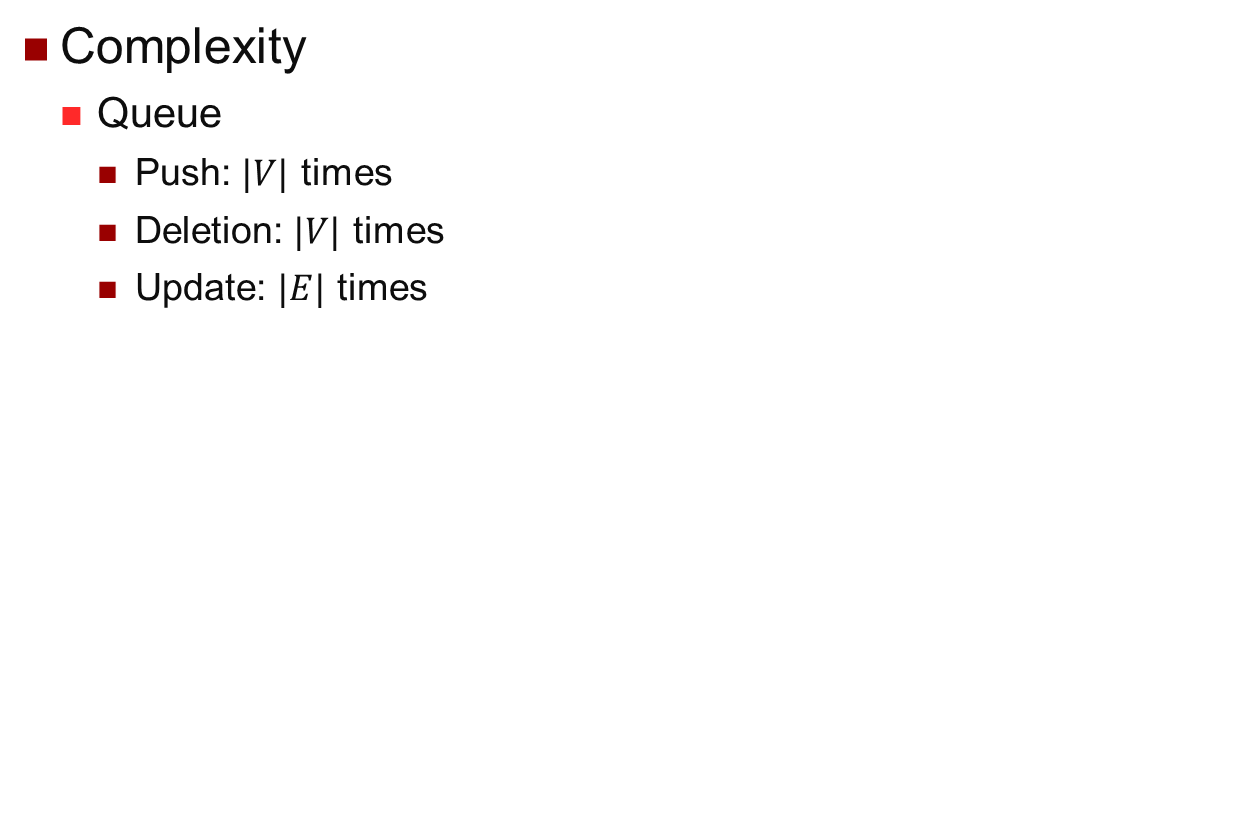 Complexity
Queue
Push: |V| times
Deletion: |V| times
Update: |E| times